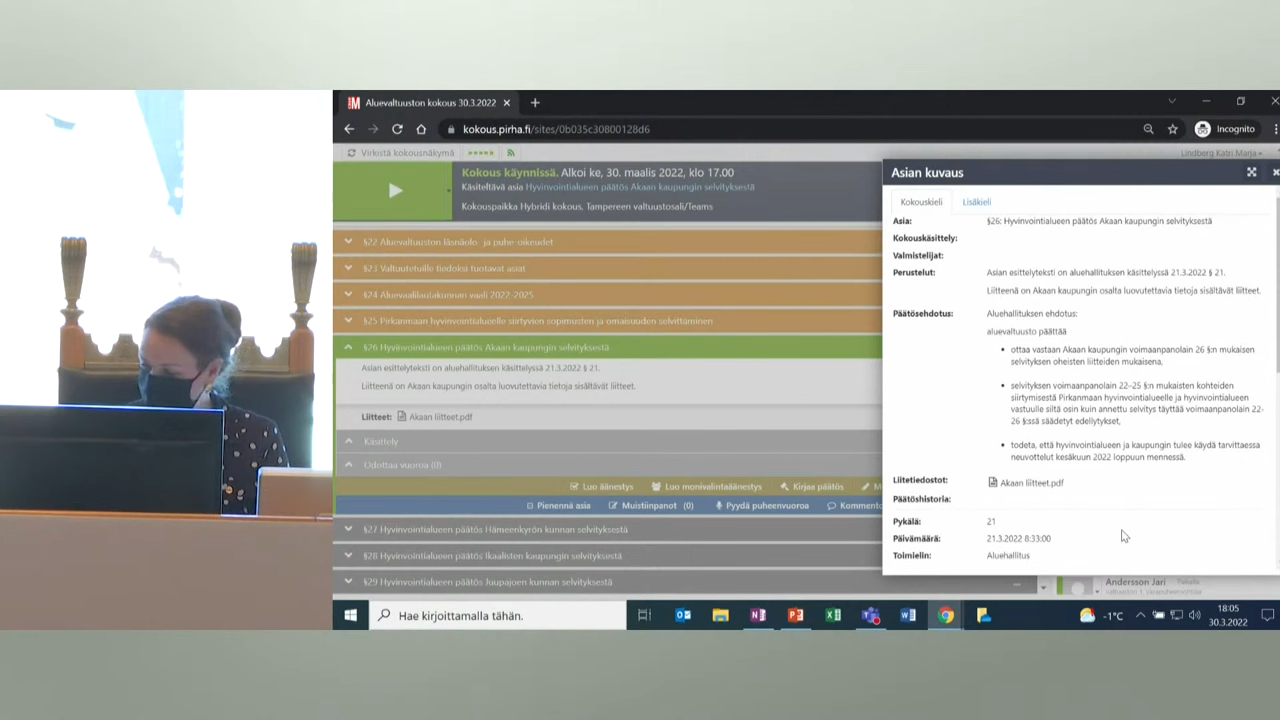 Aluevaltuuston kokous 30.3.2022
kokous.pirha.fi/sites/0b035c30800128d6
Incognito
Virkistä kokousnäkymä
Lindberg Katri Marja
Kokous käynnissä. Alkoi ke, 30. maalis 2022, klo 17.00
Käsiteltävä asia Hyvinvointialueen päätös Akaan kaupungin selvityksestä
Kokouspaikka Hybridi kokous, Tampereen valtuustosali/Teams
§22 Aluevaltuuston läsnäolo- ja puhe-oikeudet
§23 Valtuutetuille tiedoksi tuotavat asiat
§24 Aluevaalilautakunnan vaali 2022-2025
§25 Pirkanmaan hyvinvointialueelle siirtyvien sopimusten ja omaisuuden selvittäminen
§26 Hyvinvointialueen päätös Akaan kaupungin selvityksestä
Asian esittelyteksti on aluehallituksen käsittelyssä 21.3.2022 § 21.
Liitteenä on Akaan kaupungin osalta luovutettavia tietoja sisältävät liitteet.
Liitteet: Akaan liitteet.pdf
Käsittely
Odottaa vuoroa (0)
Luo äänestys Luo monivalintaäänestys Kirjaa päätös M
Pienennä asia Muistiinpanot (0) Pyydä puheenvuoroa Kommento
§27 Hyvinvointialueen päätös Hämeenkyrön kunnan selvityksestä
§28 Hyvinvointialueen päätös Ikaalisten kaupungin selvityksestä
§29 Hyvinvointialueen päätös Juupajoen kunnan selvityksestä
Asian kuvaus
Kokouskieli Lisäkieli
Asia: §26: Hyvinvointialueen päätös Akaan kaupungin selvityksestä
Kokouskäsittely:
Valmistelijat:
Perustelut: Asian esittelyteksti on aluehallituksen käsittelyssä 21.3.2022 § 21.
Liitteenä on Akaan kaupungin osalta luovutettavia tietoja sisältävät liitteet.
Päätösehdotus: Aluehallituksen ehdotus:
aluevaltuusto päättää
• ottaa vastaan Akaan kaupungin voimaanpanolain 26 §:n mukaisen
selvityksen oheisten liitteiden mukaisena,
• selvityksen voimaanpanolain 22–25 §:n mukaisten kohteiden
siirtymisestä Pirkanmaan hyvinvointialueelle ja hyvinvointialueen
vastuulle siltä osin kuin annettu selvitys täyttää voimaanpanolain 22-
26 §:ssä säädetyt edellytykset,
• todeta, että hyvinvointialueen ja kaupungin tulee käydä tarvittaessa
neuvottelut kesäkuun 2022 loppuun mennessä.
Liitetiedostot: Akaan liitteet.pdf
Päätöshistoria:
Pykälä: 21
Päivämäärä: 21.3.2022 8:33:00
Toimielin: Aluehallitus
Andersson Jari
Hae kirjoittamalla tähän.
-1°C
18:05
30.3.2022